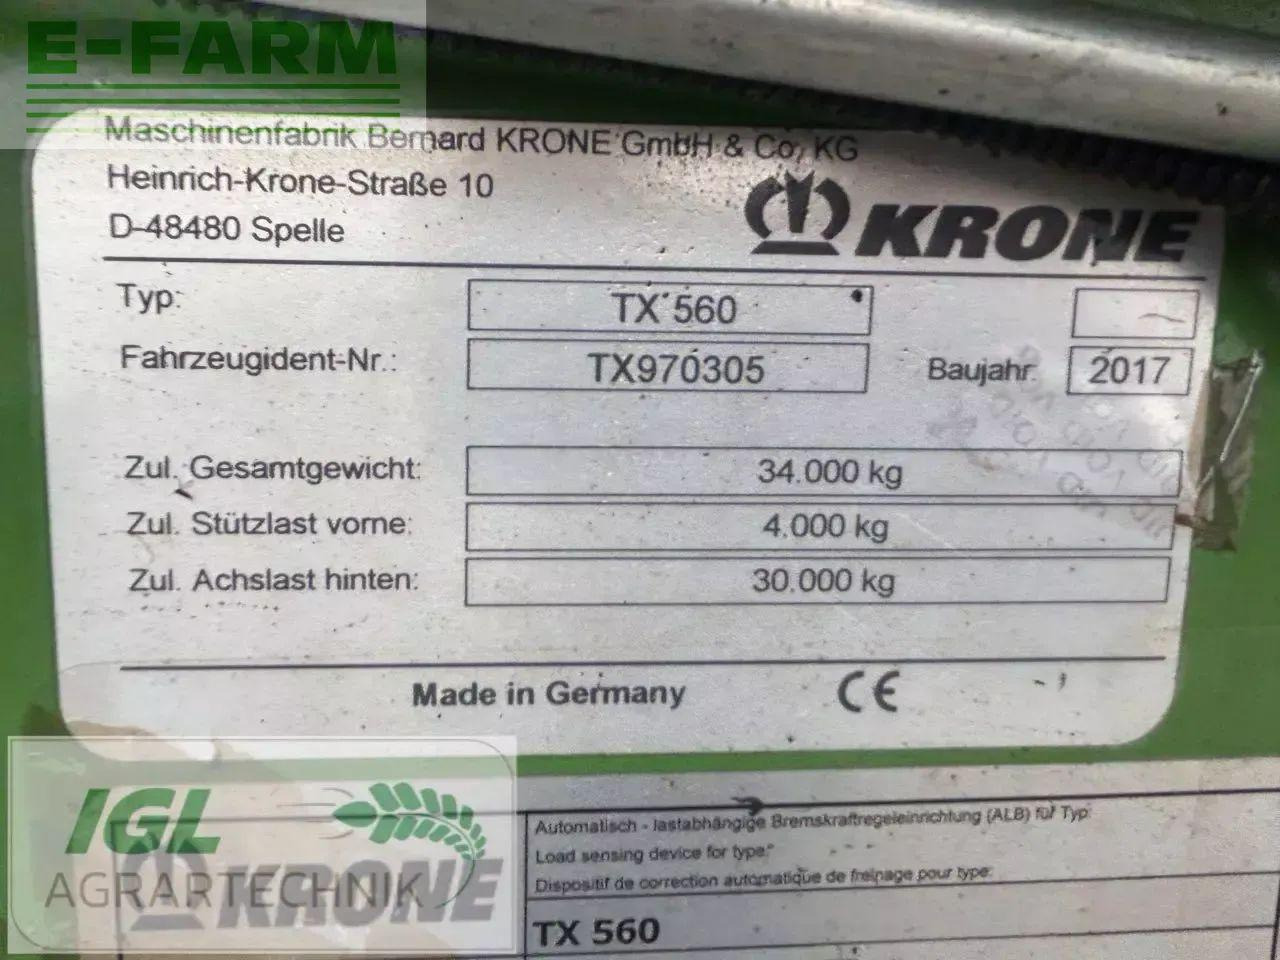 E-FARM
Maschinenfabrik Bernard KRONE GmbH & Co. KG
Heinrich-Krone-Straße 10
D-48480 Spelle
KRONE
Typ: TX 560
Fahrzeugident-Nr.: TX970305 Baujahr 2017
Zul. Gesamtgewicht: 34.000 kg
Zul. Stützlast vorne: 4.000 kg
Zul. Achslast hinten: 30.000 kg
Made in Germany CE
IGL
AGRARTECHNIK
KRONE
Automatisch - lastabhängige Bremskraftregeleinrichtung (ALB) für Typ:
Load sensing device for type:
Dispositif de correction automatique de freinage pour type:
TX 560